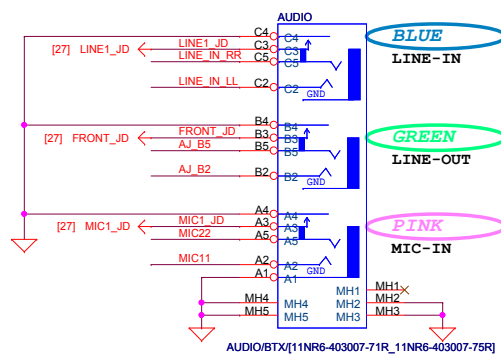 AUDIO
C4 C4 BLUE
[27] LINE1_JD LINE1_JD C3 C3
LINE-IN
LINE_IN_RR C5 C5
LINE_IN_LL C2 C2
GND
B4 B4
[27] FRONT_JD FRONT_JD B3 B3 GREEN
AJ_B5 B5 B5
LINE-OUT
AJ_B2 B2 B2
GND
A4 A4
[27] MIC1_JD MIC1_JD A3 A3 PINK
MIC22 A5 A5
MIC-IN
MIC11 A2 A2
GND
A1 A1
MH1 MH1
MH4 MH4 MH2 MH2
MH5 MH5 MH3 MH3
AUDIO/BTX/[11NR6-403007-71R_11NR6-403007-75R]